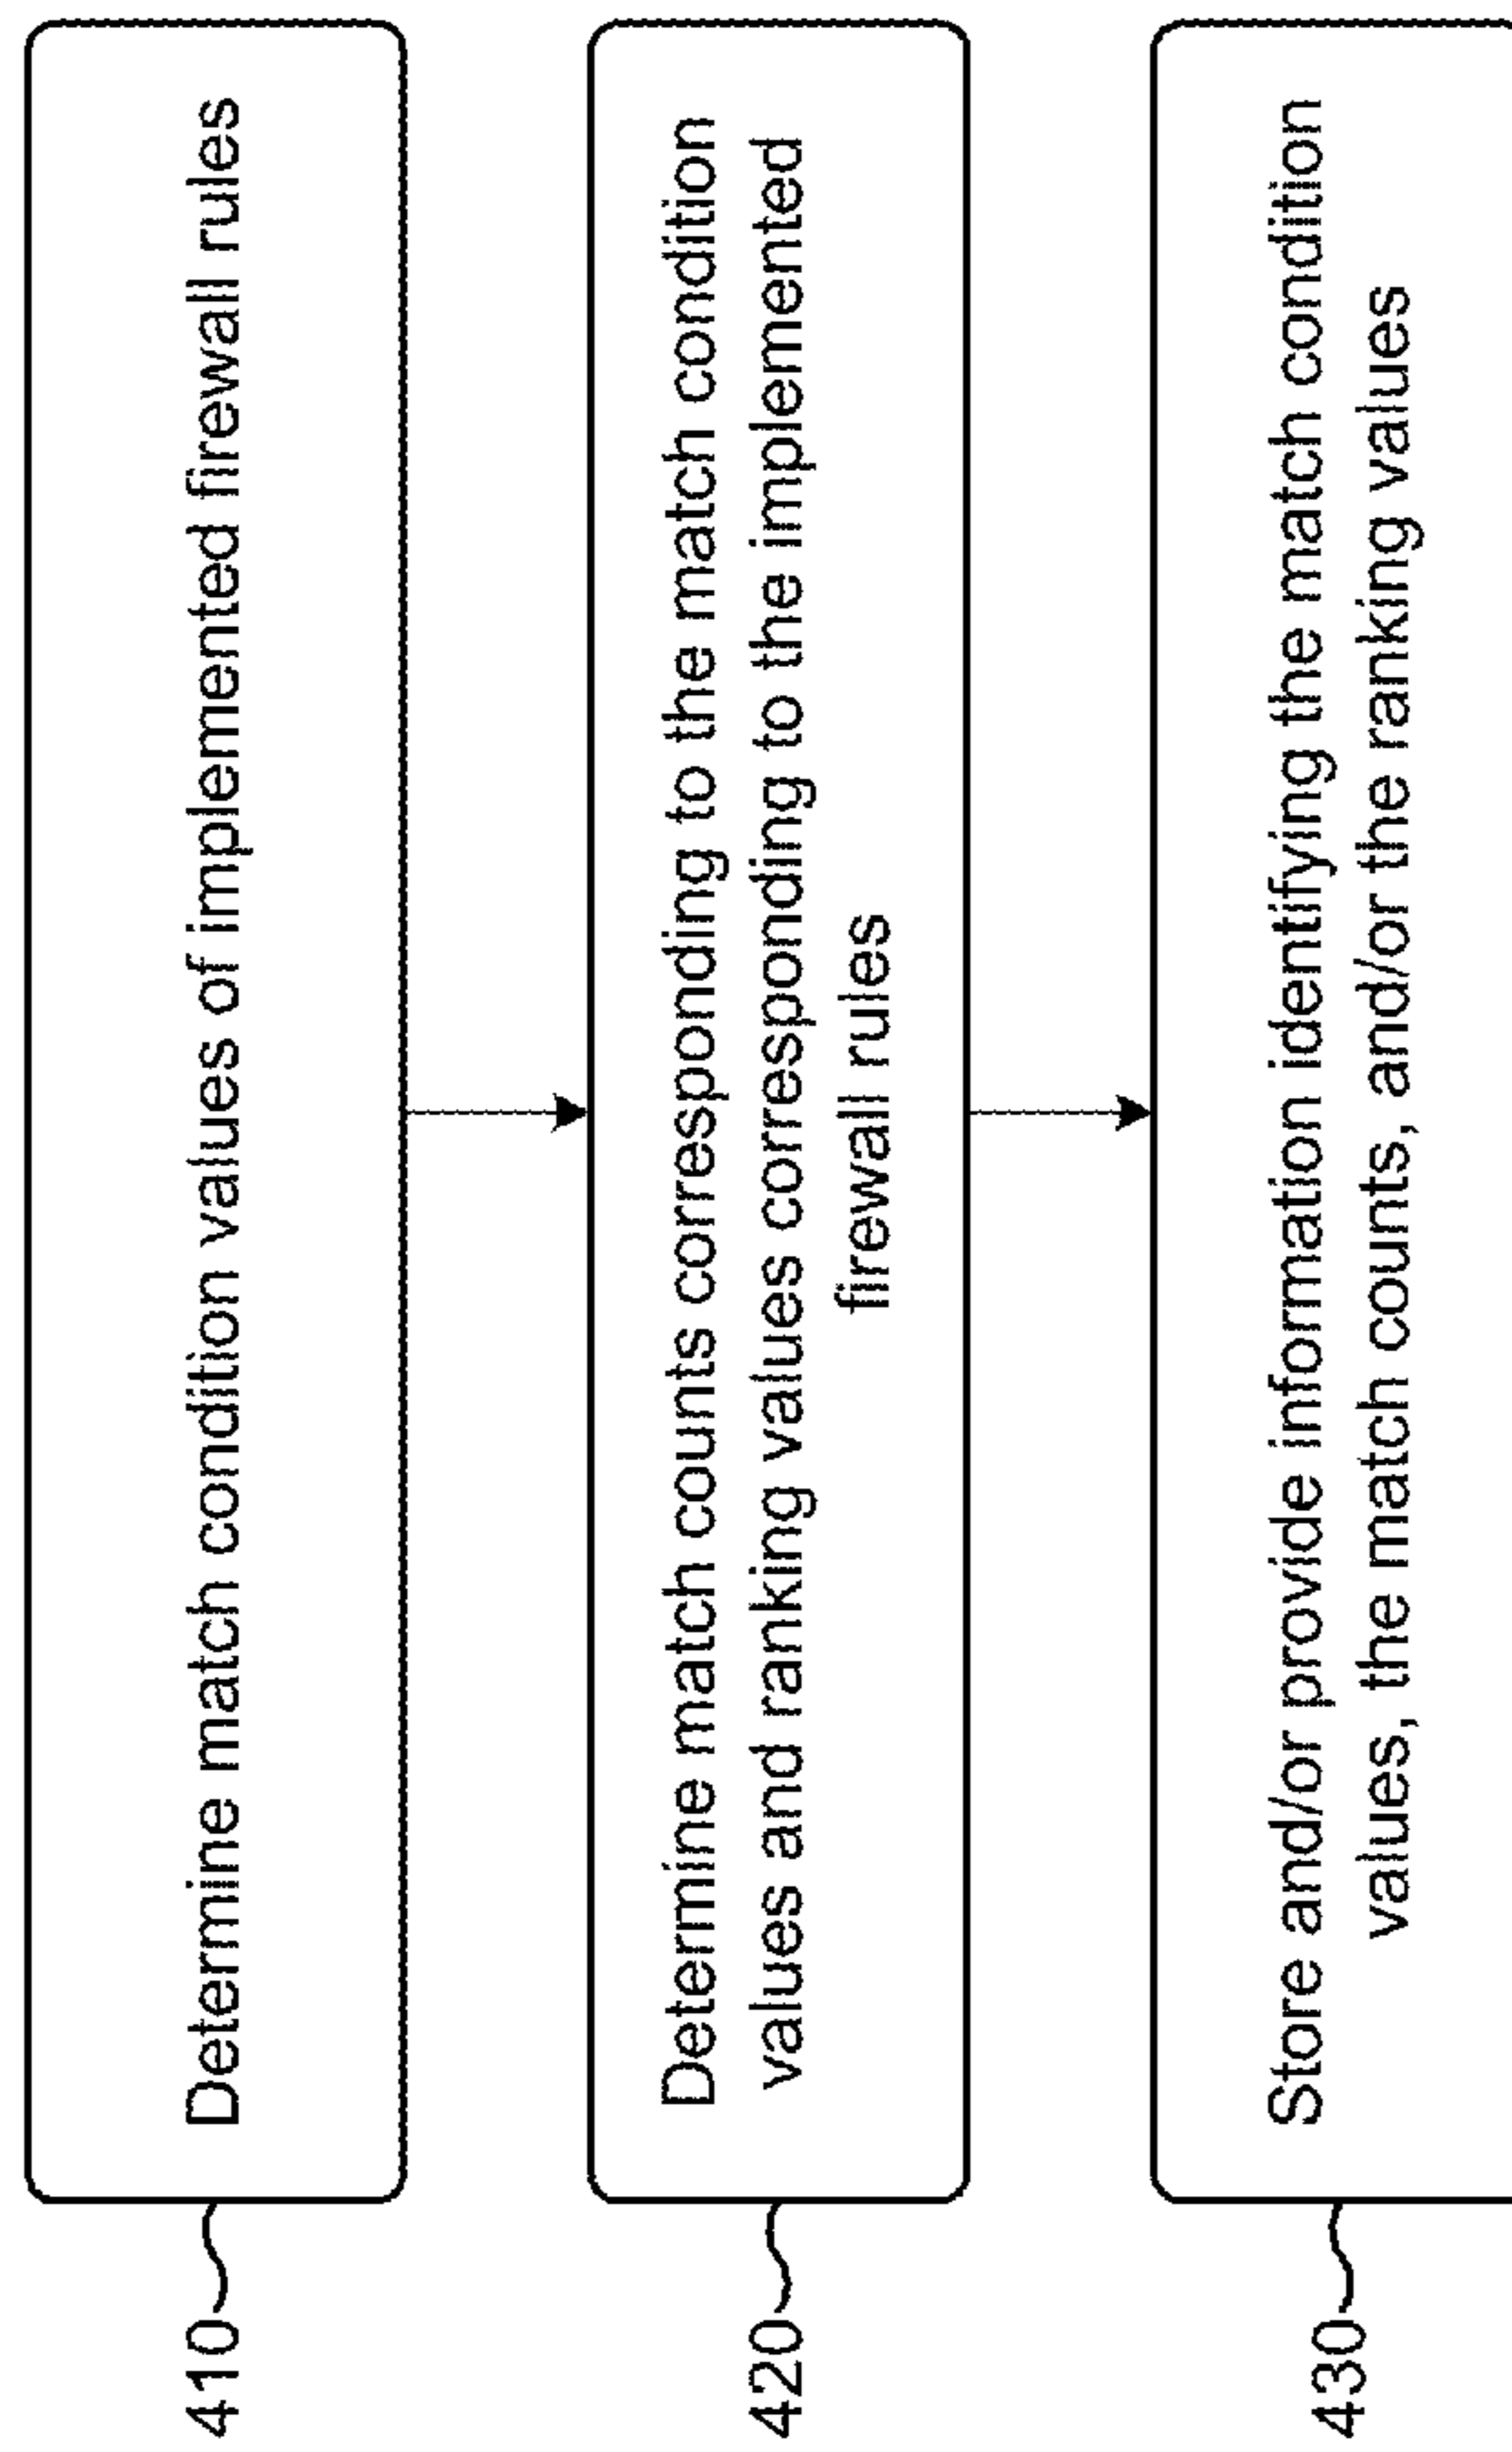 410
Determine match condition values of implemented firewall rules
420
Determine match counts corresponding to the match condition
values and ranking values corresponding to the implemented
firewall rules
430
Store and/or provide information identifying the match condition
values, the match counts, and/or the ranking values